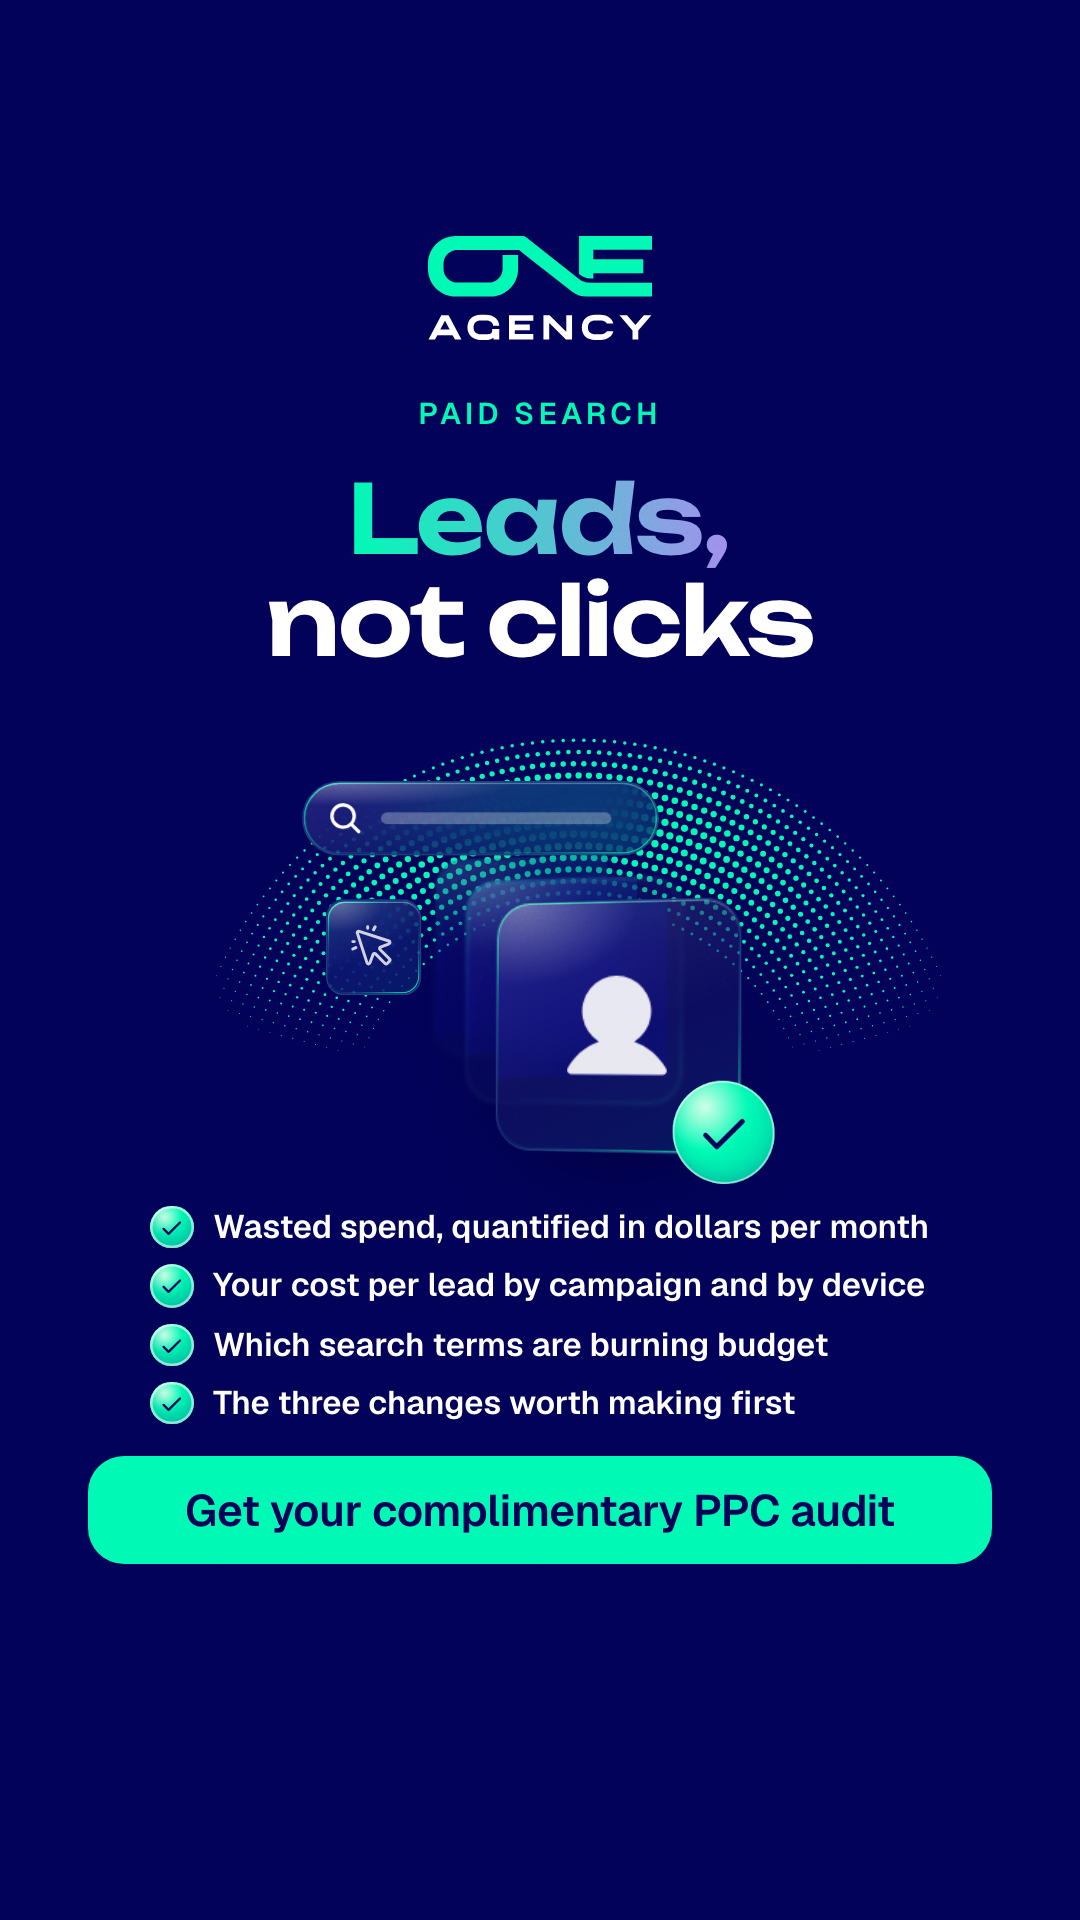 ONE
AGENCY
PAID SEARCH
Leads,
not clicks
Wasted spend, quantified in dollars per month
Your cost per lead by campaign and by device
Which search terms are burning budget
The three changes worth making first
Get your complimentary PPC audit